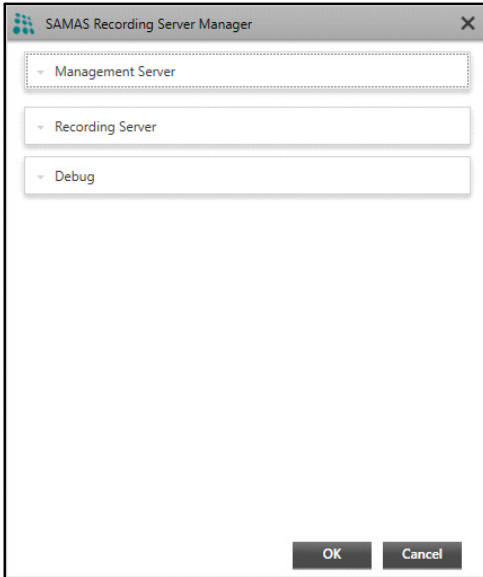 SAMAS Recording Server Manager
Management Server
Recording Server
Debug
OK Cancel